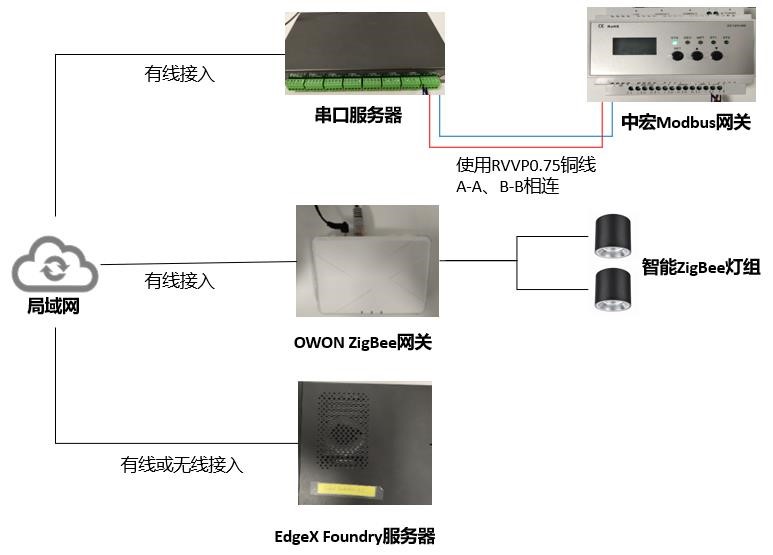 有线接入
串口服务器
中宏Modbus网关
使用RVVP0.75铜线
A-A、B-B相连
局域网
有线接入
OWON ZigBee网关
智能ZigBee灯组
有线或无线接入
EdgeX Foundry服务器